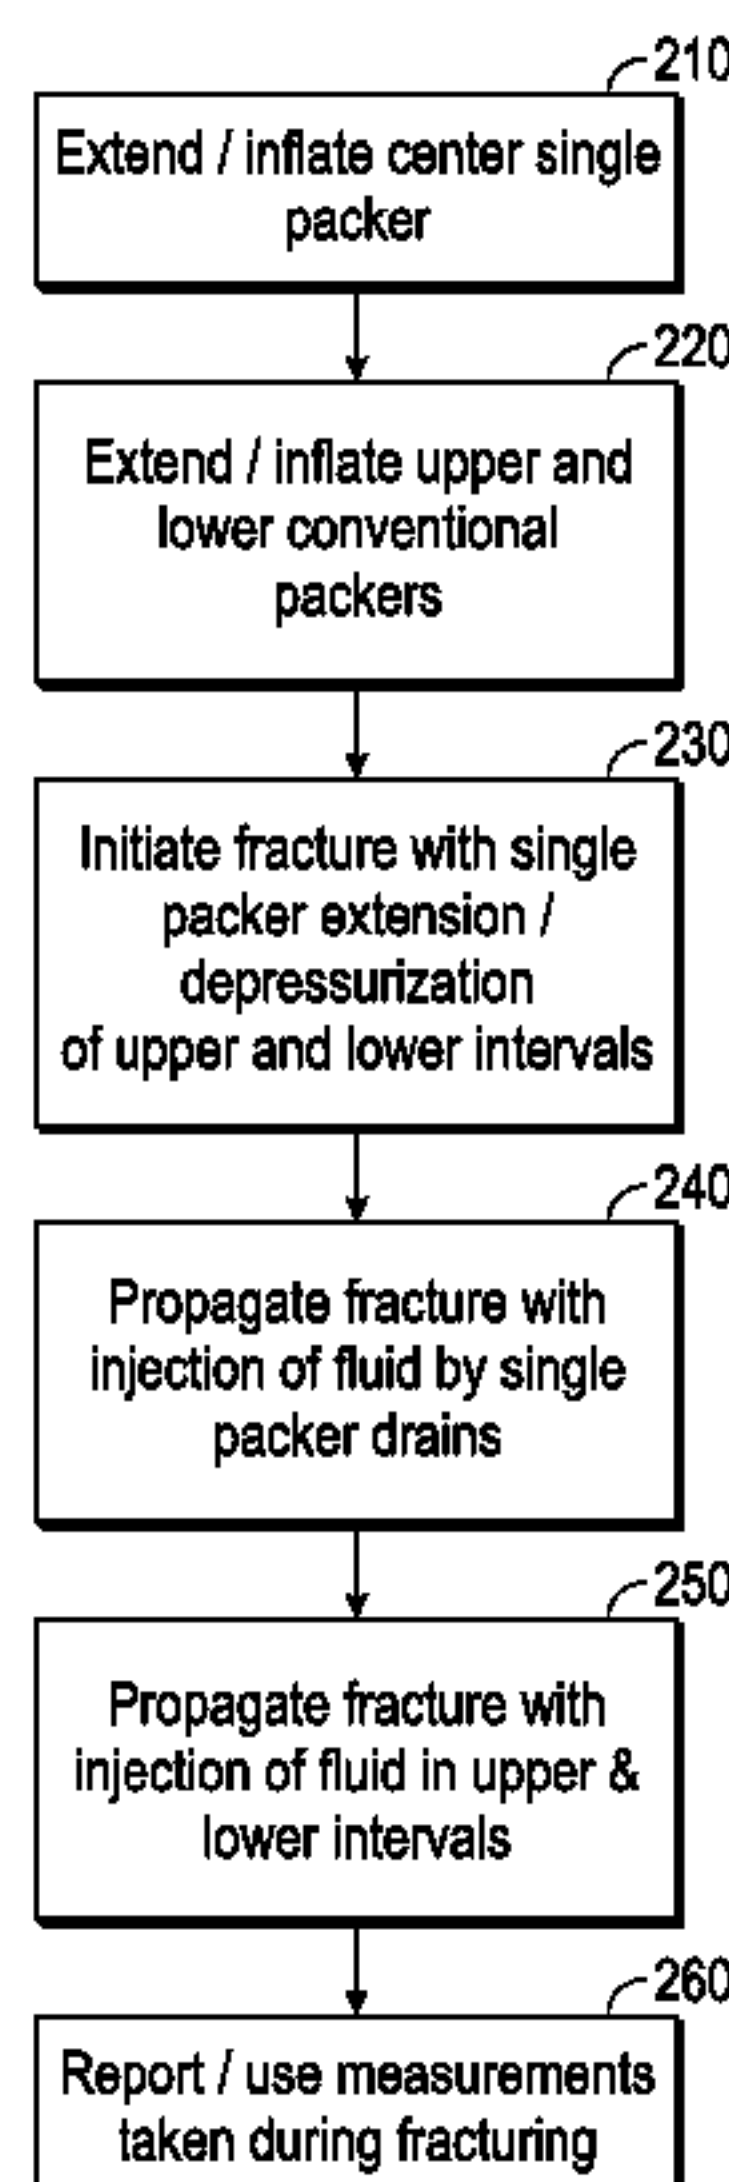 210
Extend / inflate center single
packer
220
Extend / inflate upper and
lower conventional
packers
230
Initiate fracture with single
packer extension /
depressurization
of upper and lower intervals
240
Propagate fracture with
injection of fluid by single
packer drains
250
Propagate fracture with
injection of fluid in upper &
lower intervals
260
Report / use measurements
taken during fracturing